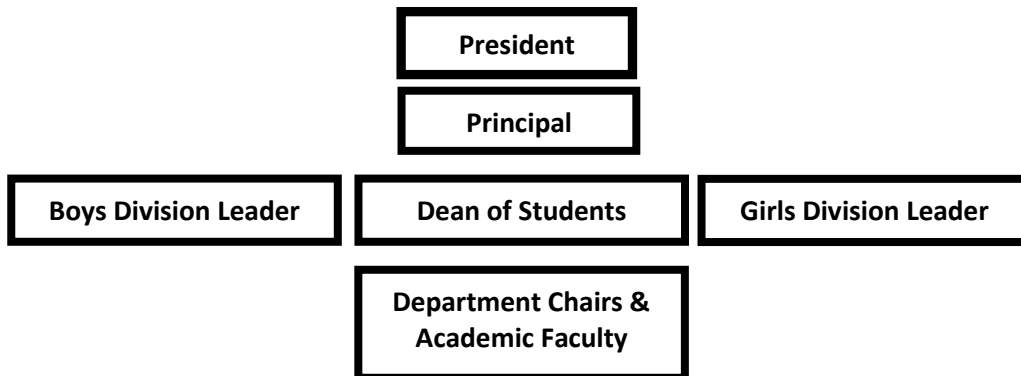 President
Principal
Boys Division Leader
Dean of Students
Girls Division Leader
Department Chairs &
Academic Faculty